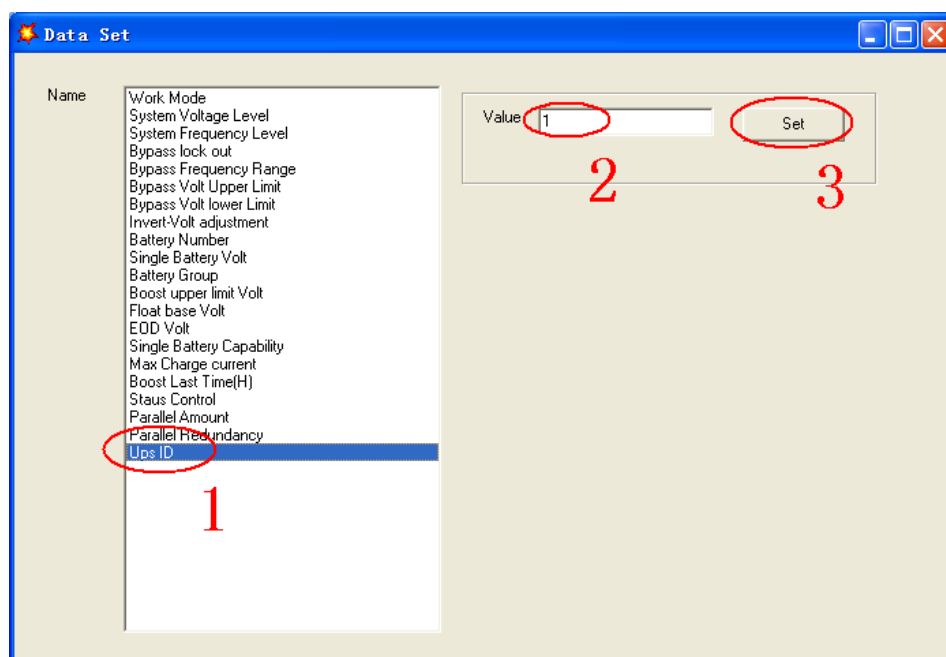 Data Set
Name
Work Mode
System Voltage Level
System Frequency Level
Bypass lock out
Bypass Frequency Range
Bypass Volt Upper Limit
Bypass Volt lower Limit
Invert-Volt adjustment
Battery Number
Single Battery Volt
Battery Group
Boost upper limit Volt
Float base Volt
EOD Volt
Single Battery Capability
Max Charge current
Boost Last Time(H)
Staus Control
Parallel Amount
Parallel Redundancy
Ups ID
1
Value 1 Set
2 3